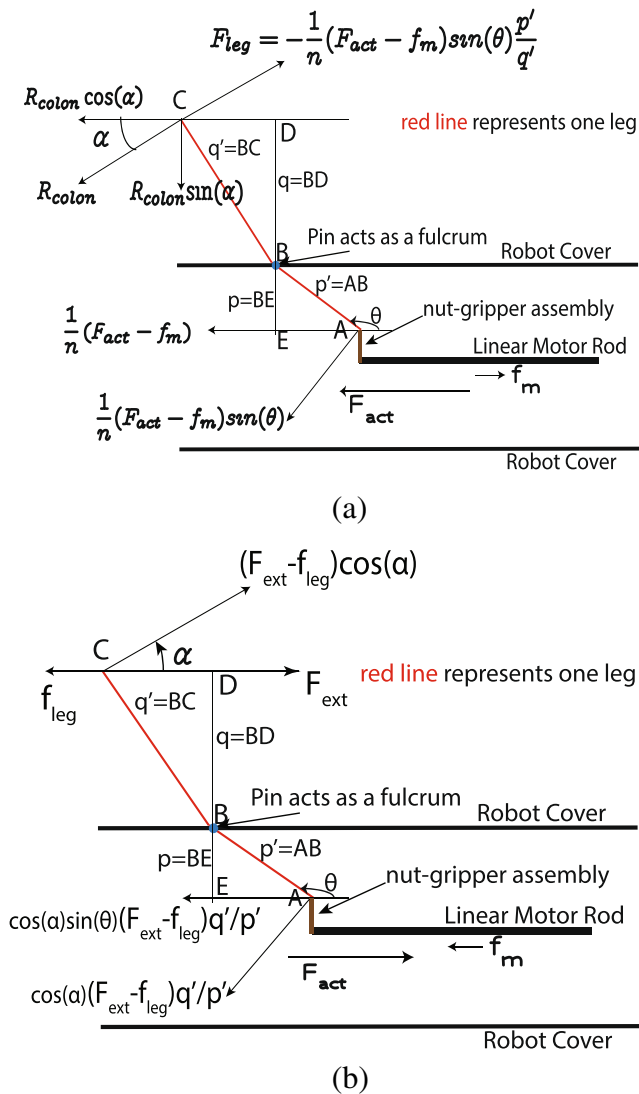 F_leg = -1/n (F_act - f_m)sin(θ) p'/q'
R_colon cos(α)
C
D
red line represents one leg
α
q'=BC
q=BD
R_colon
R_colon sin(α)
B
Pin acts as a fulcrum
Robot Cover
p=BE
p'=AB
θ
nut-gripper assembly
1/n (F_act - f_m)
E
A
Linear Motor Rod
f_m
F_act
1/n (F_act - f_m)sin(θ)
Robot Cover
(a)
(F_ext-f_leg)cos(α)
C
α
D
red line represents one leg
f_leg
F_ext
q'=BC
q=BD
B
Pin acts as a fulcrum
Robot Cover
p=BE
p'=AB
θ
E
A
nut-gripper assembly
cos(α)sin(θ)(F_ext-f_leg)q'/p'
Linear Motor Rod
f_m
F_act
cos(α)(F_ext-f_leg)q'/p'
Robot Cover
(b)